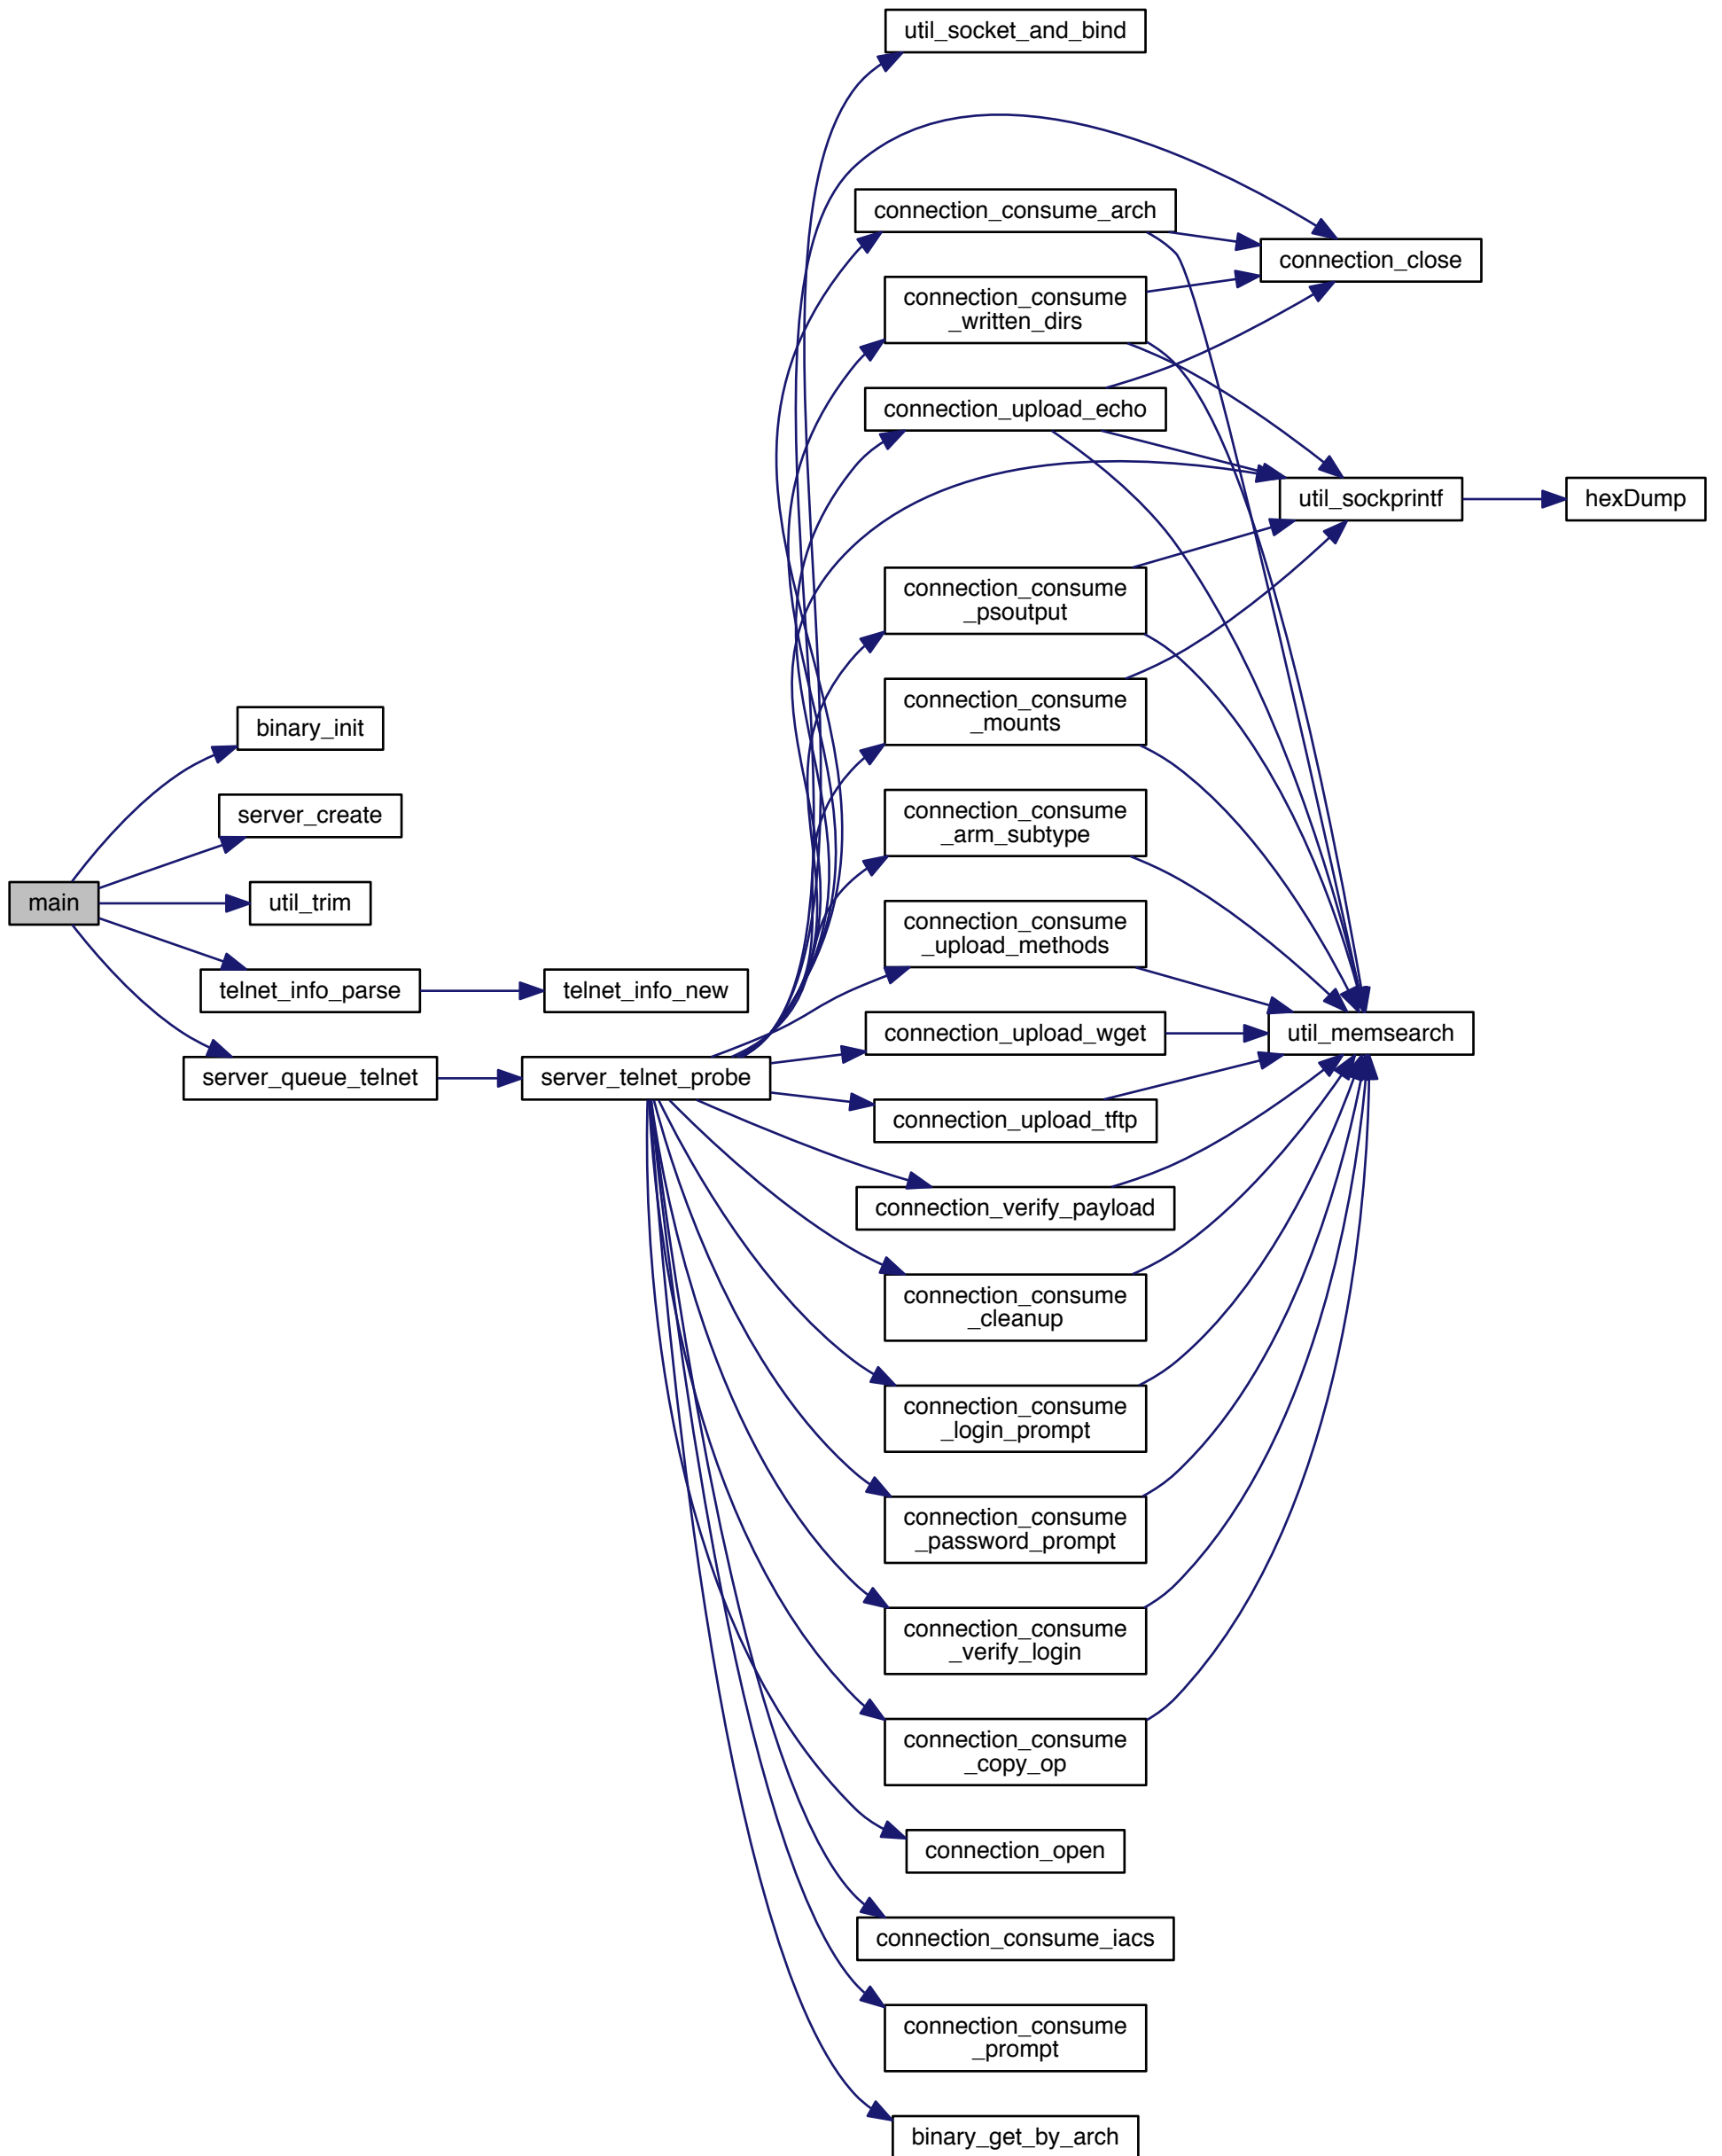 util_socket_and_bind
connection_consume_arch
connection_close
connection_consume
_written_dirs
connection_upload_echo
util_sockprintf
hexDump
connection_consume
_psoutput
connection_consume
_mounts
binary_init
connection_consume
_arm_subtype
server_create
main
util_trim
connection_consume
_upload_methods
telnet_info_parse
telnet_info_new
connection_upload_wget
util_memsearch
server_queue_telnet
server_telnet_probe
connection_upload_tftp
connection_verify_payload
connection_consume
_cleanup
connection_consume
_login_prompt
connection_consume
_password_prompt
connection_consume
_verify_login
connection_consume
_copy_op
connection_open
connection_consume_iacs
connection_consume
_prompt
binary_get_by_arch